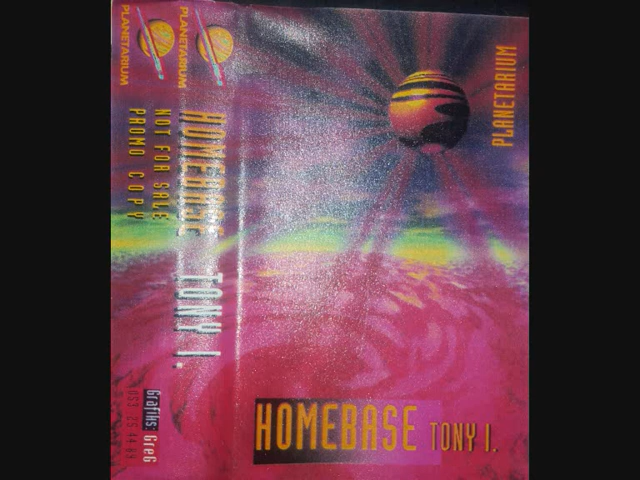 PLANETARIUM
HOMEBASE TONY I.
PLANETARIUM
HOMEBASE TONY I.
PLANETARIUM
NOT FOR SALE
PROMO COPY
Grafiks: GreG